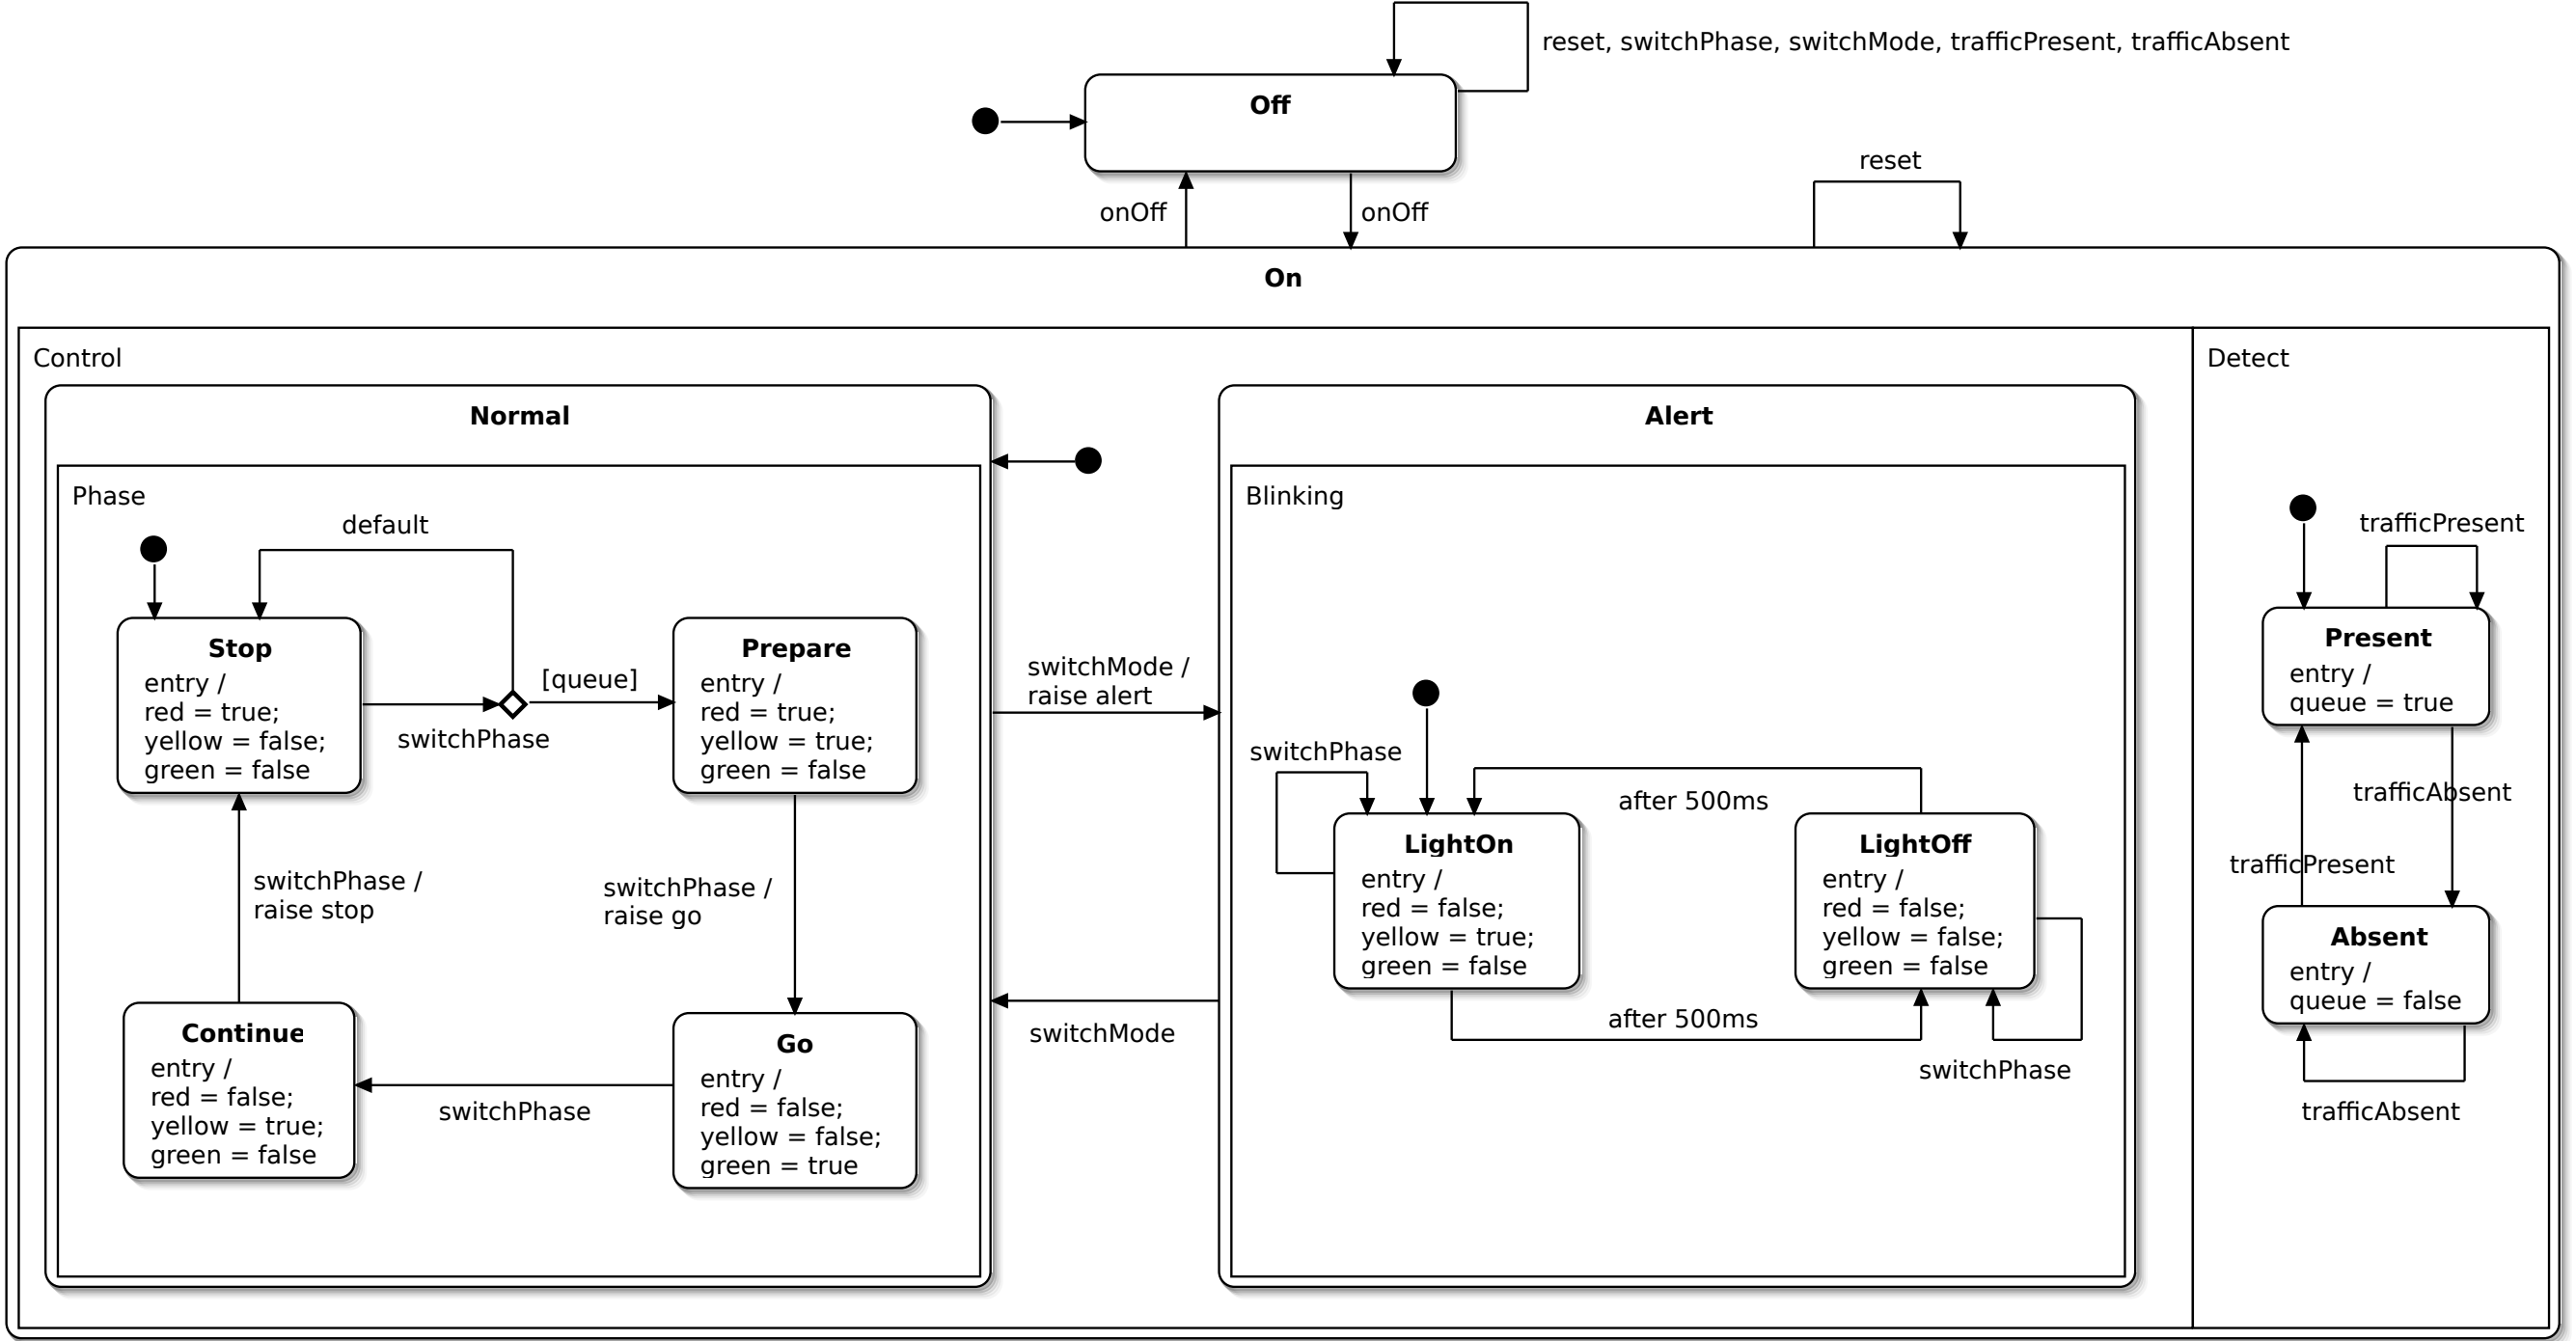 reset, switchPhase, switchMode, trafficPresent, trafficAbsent
Off
reset
onOff
onOff
On
Control
Detect
Normal
Alert
Phase
Blinking
default
trafficPresent
Stop
entry /
red = true;
yellow = false;
green = false
switchPhase
[queue]
Prepare
entry /
red = true;
yellow = true;
green = false
switchMode /
raise alert
switchPhase /
raise stop
switchPhase /
raise go
Continue
entry /
red = false;
yellow = true;
green = false
switchPhase
Go
entry /
red = false;
yellow = false;
green = true
switchMode
switchPhase
after 500ms
LightOn
entry /
red = false;
yellow = true;
green = false
LightOff
entry /
red = false;
yellow = false;
green = false
after 500ms
switchPhase
Present
entry /
queue = true
trafficAbsent
trafficPresent
Absent
entry /
queue = false
trafficAbsent